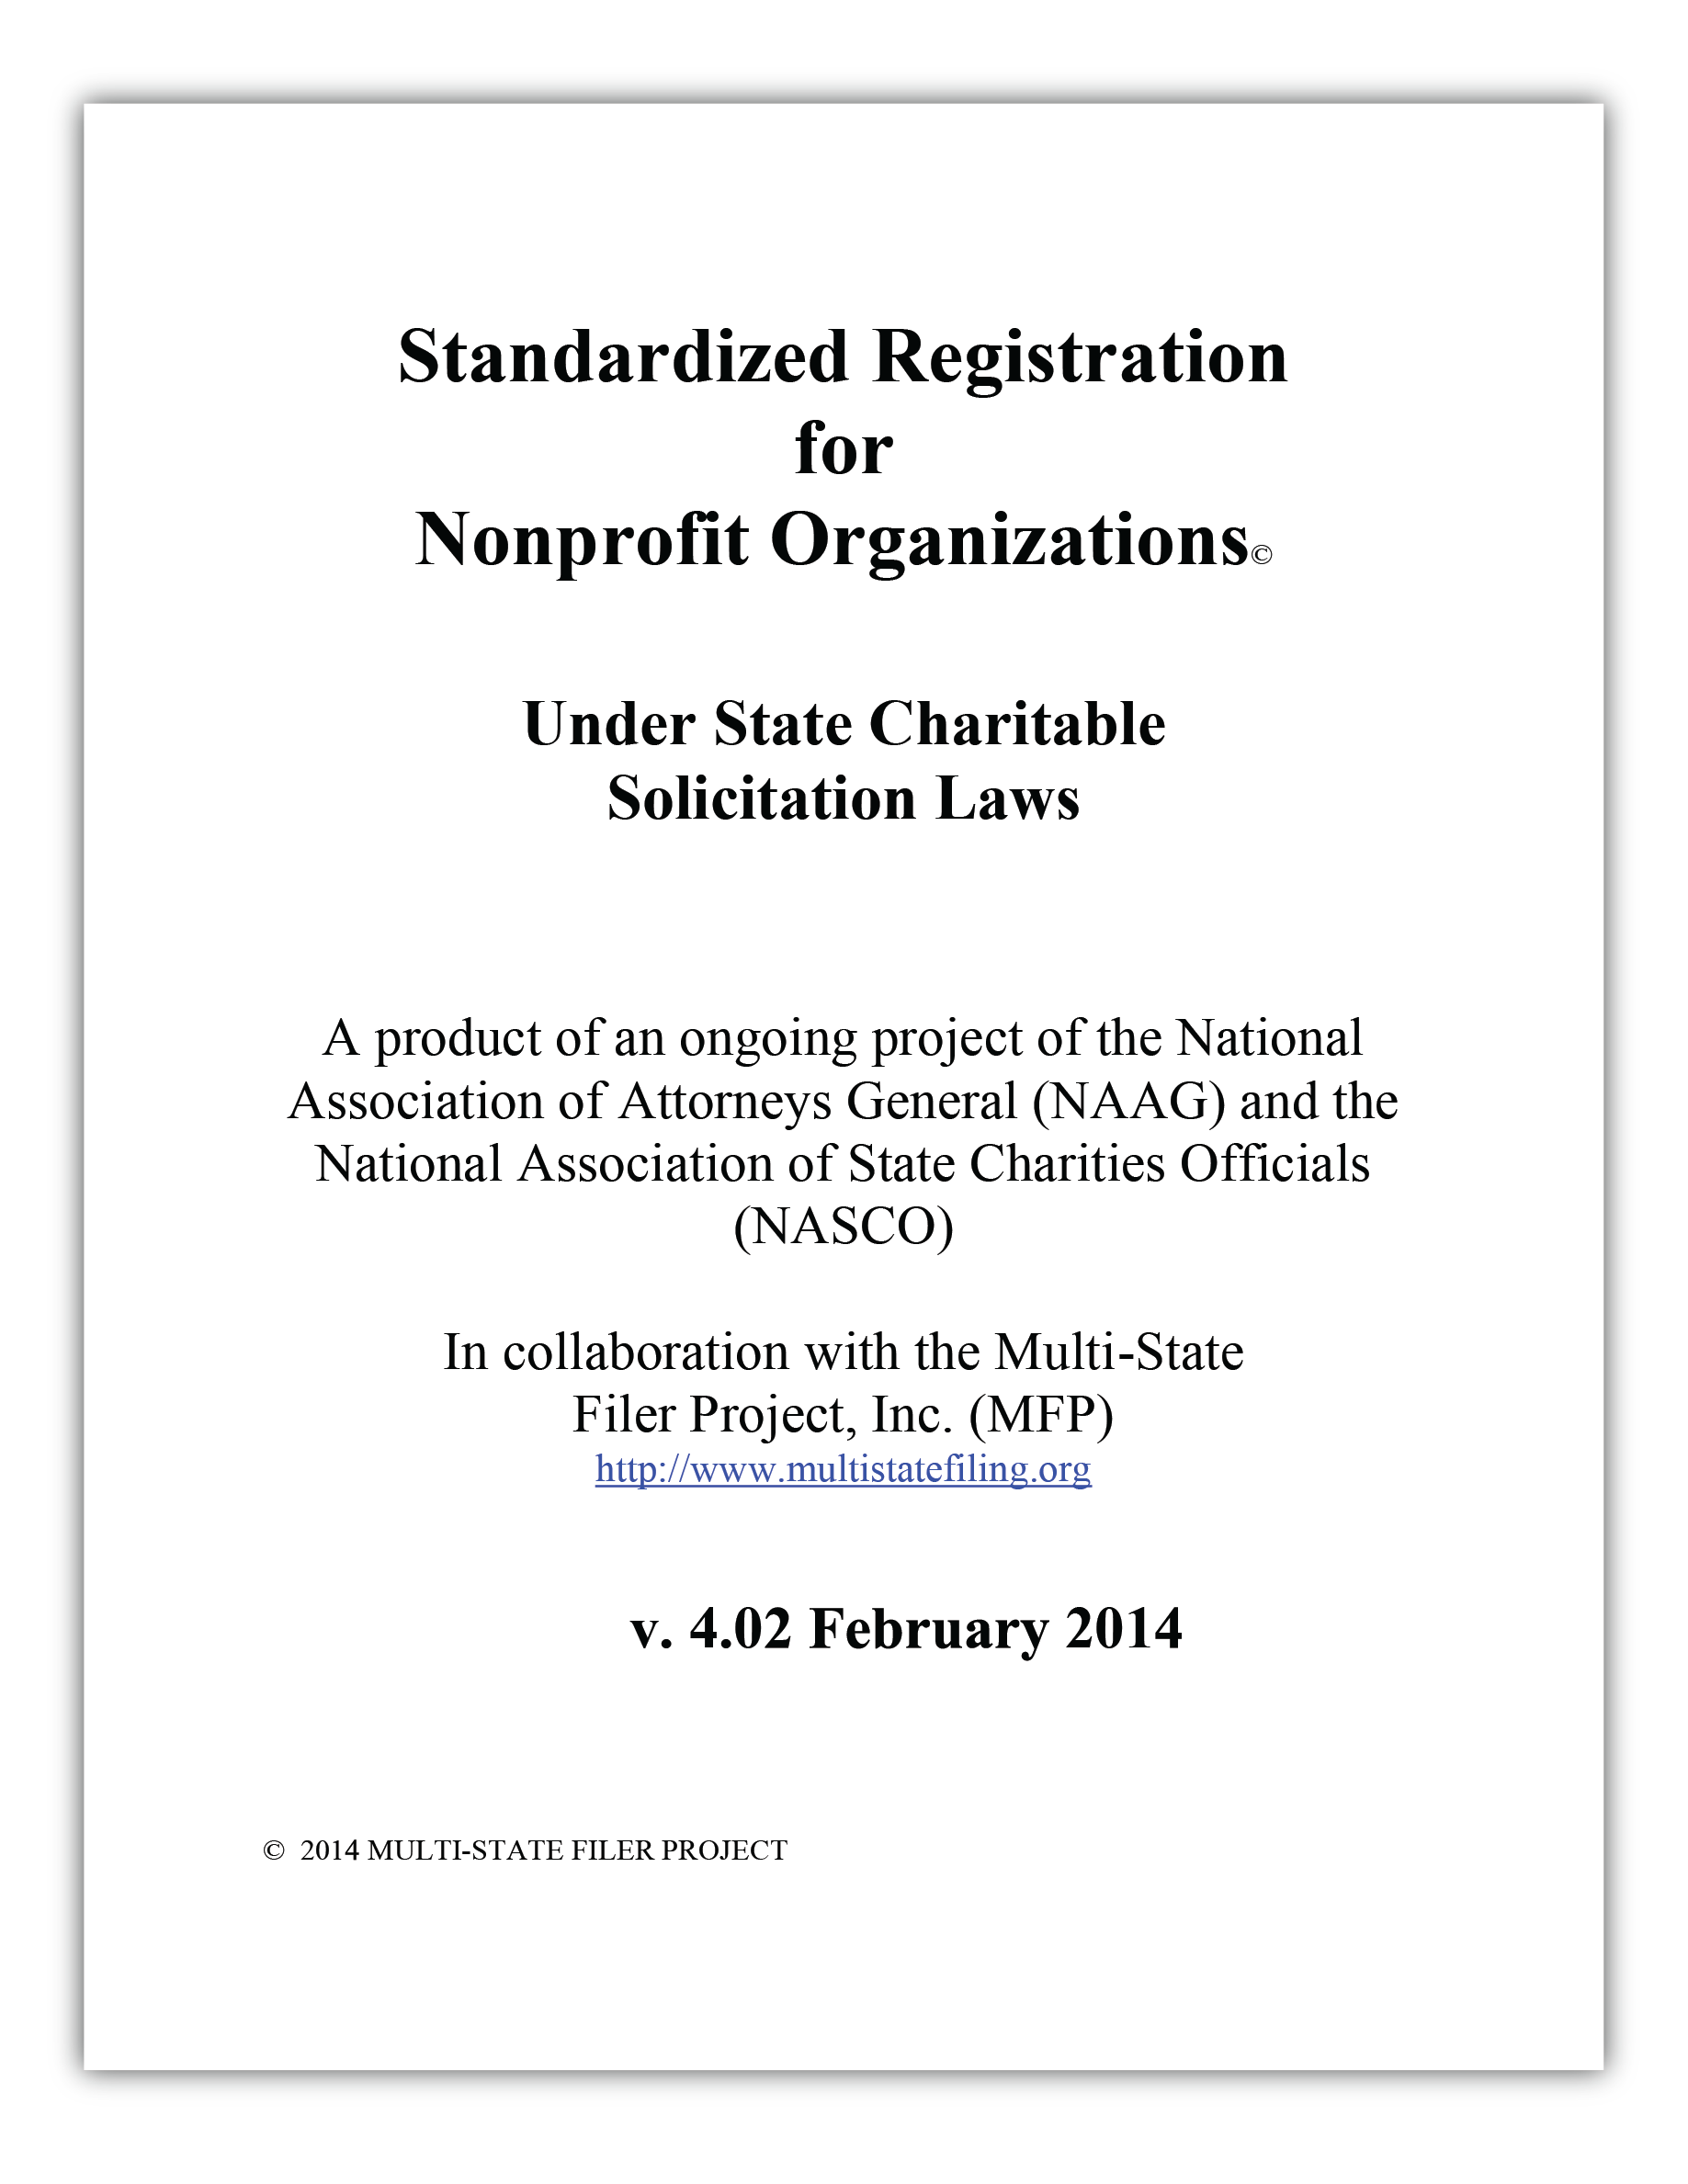 Standardized Registration
for
Nonprofit Organizations©
Under State Charitable
Solicitation Laws
A product of an ongoing project of the National
Association of Attorneys General (NAAG) and the
National Association of State Charities Officials
(NASCO)
In collaboration with the Multi-State
Filer Project, Inc. (MFP)
http://www.multistatefiling.org
v. 4.02 February 2014
© 2014 MULTI-STATE FILER PROJECT